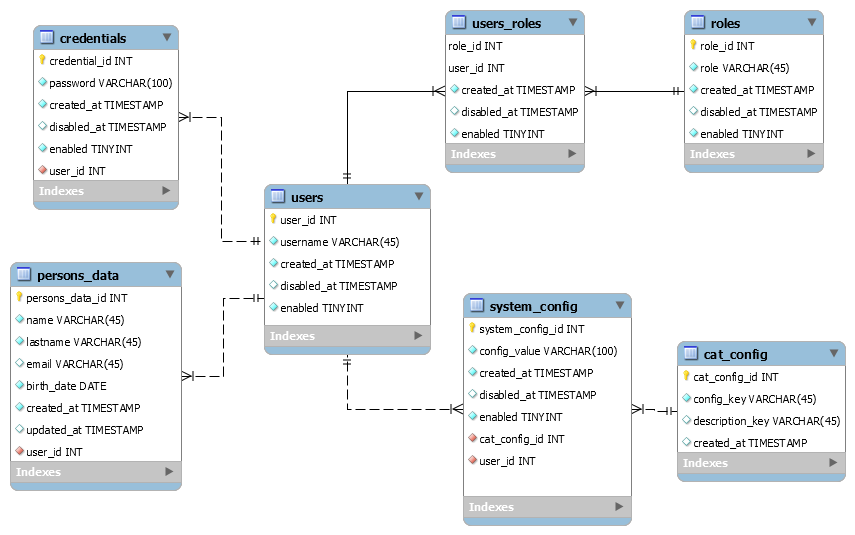 credentials
credential_id INT
password VARCHAR(100)
created_at TIMESTAMP
disabled_at TIMESTAMP
enabled TINYINT
user_id INT
Indexes
users_roles
role_id INT
user_id INT
created_at TIMESTAMP
disabled_at TIMESTAMP
enabled TINYINT
Indexes
roles
role_id INT
role VARCHAR(45)
created_at TIMESTAMP
disabled_at TIMESTAMP
enabled TINYINT
Indexes
users
user_id INT
username VARCHAR(45)
created_at TIMESTAMP
disabled_at TIMESTAMP
enabled TINYINT
Indexes
persons_data
persons_data_id INT
name VARCHAR(45)
lastname VARCHAR(45)
email VARCHAR(45)
birth_date DATE
created_at TIMESTAMP
updated_at TIMESTAMP
user_id INT
Indexes
system_config
system_config_id INT
config_value VARCHAR(100)
created_at TIMESTAMP
disabled_at TIMESTAMP
enabled TINYINT
cat_config_id INT
user_id INT
Indexes
cat_config
cat_config_id INT
config_key VARCHAR(45)
description_key VARCHAR(45)
created_at TIMESTAMP
Indexes